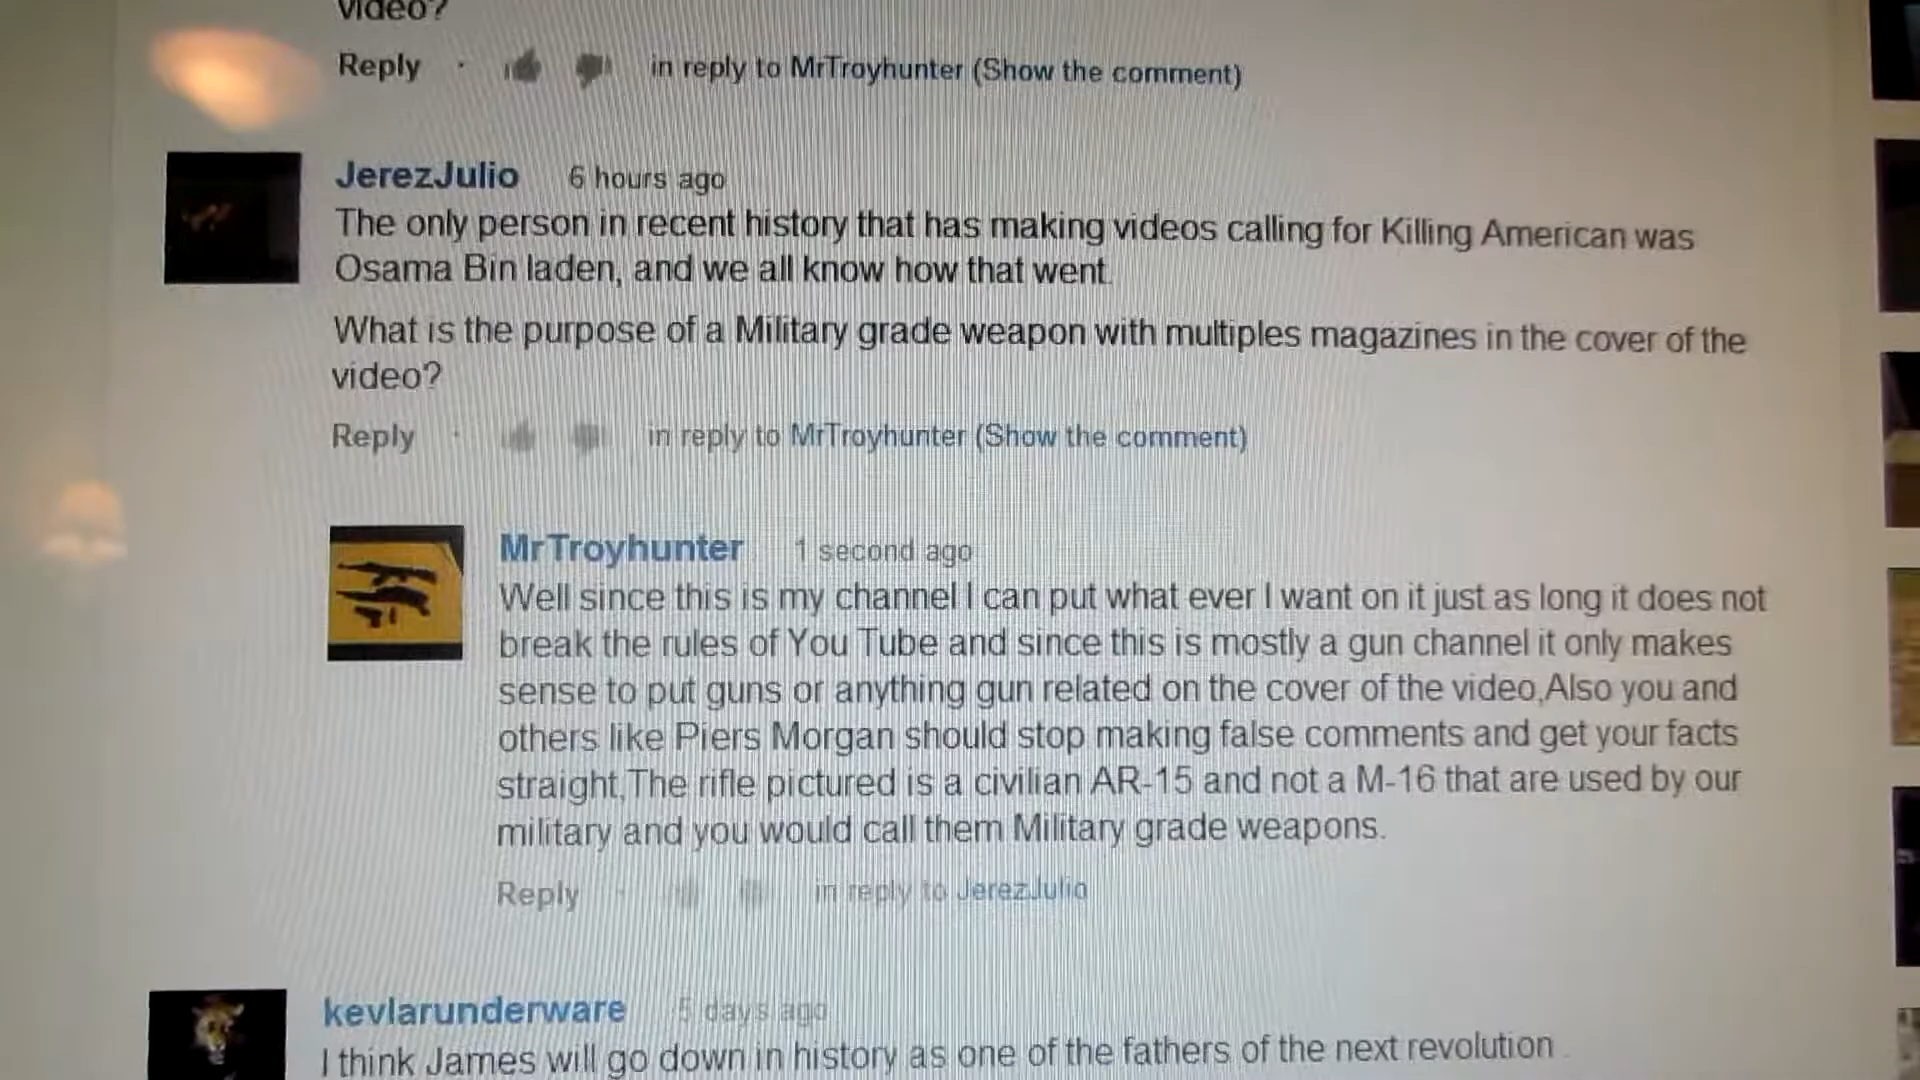 video?
Reply · in reply to MrTroyhunter (Show the comment)
JerezJulio 6 hours ago
The only person in recent history that has making videos calling for Killing American was
Osama Bin laden, and we all know how that went.
What is the purpose of a Military grade weapon with multiples magazines in the cover of the
video?
Reply · in reply to MrTroyhunter (Show the comment)
MrTroyhunter 1 second ago
Well since this is my channel I can put what ever I want on it just as long it does not
break the rules of You Tube and since this is mostly a gun channel it only makes
sense to put guns or anything gun related on the cover of the video,Also you and
others like Piers Morgan should stop making false comments and get your facts
straight,The rifle pictured is a civilian AR-15 and not a M-16 that are used by our
military and you would call them Military grade weapons.
Reply · in reply to JerezJulio
kevlarunderware 5 days ago
I think James will go down in history as one of the fathers of the next revolution .